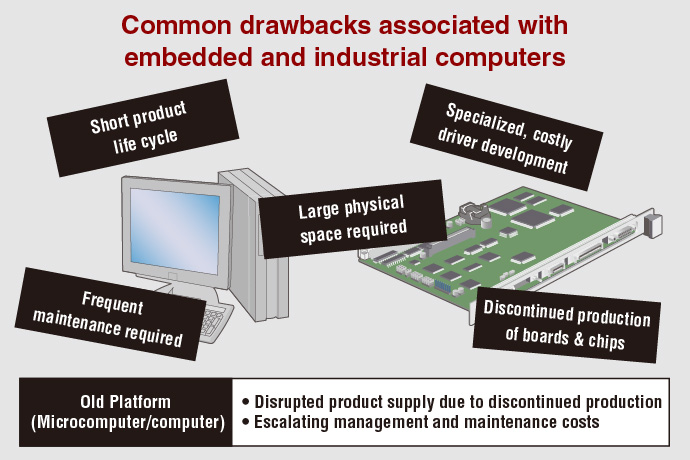 Common drawbacks associated with
embedded and industrial computers
Short product
life cycle
Specialized, costly
driver development
Large physical
space required
Frequent
maintenance required
Discontinued production
of boards & chips
Old Platform
(Microcomputer/computer)
• Disrupted product supply due to discontinued production
• Escalating management and maintenance costs